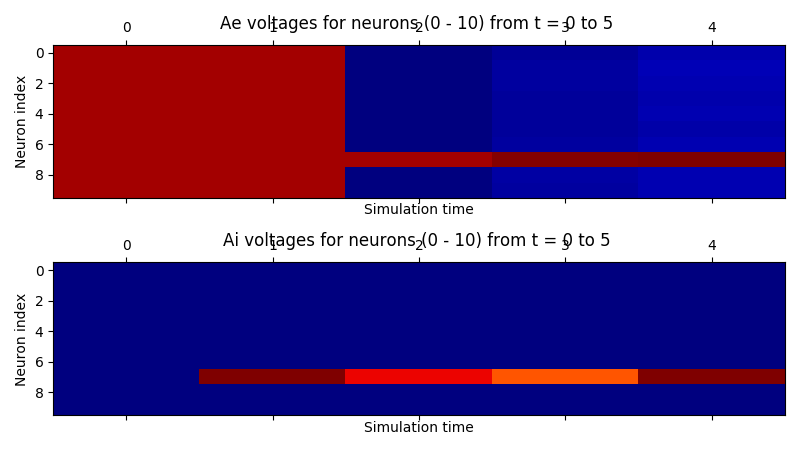 Ae voltages for neurons (0 - 10) from t = 0 to 5
0 1 2 3 4
0
2
4
6
8
Neuron index
Simulation time
Ai voltages for neurons (0 - 10) from t = 0 to 5
0 1 2 3 4
0
2
4
6
8
Neuron index
Simulation time